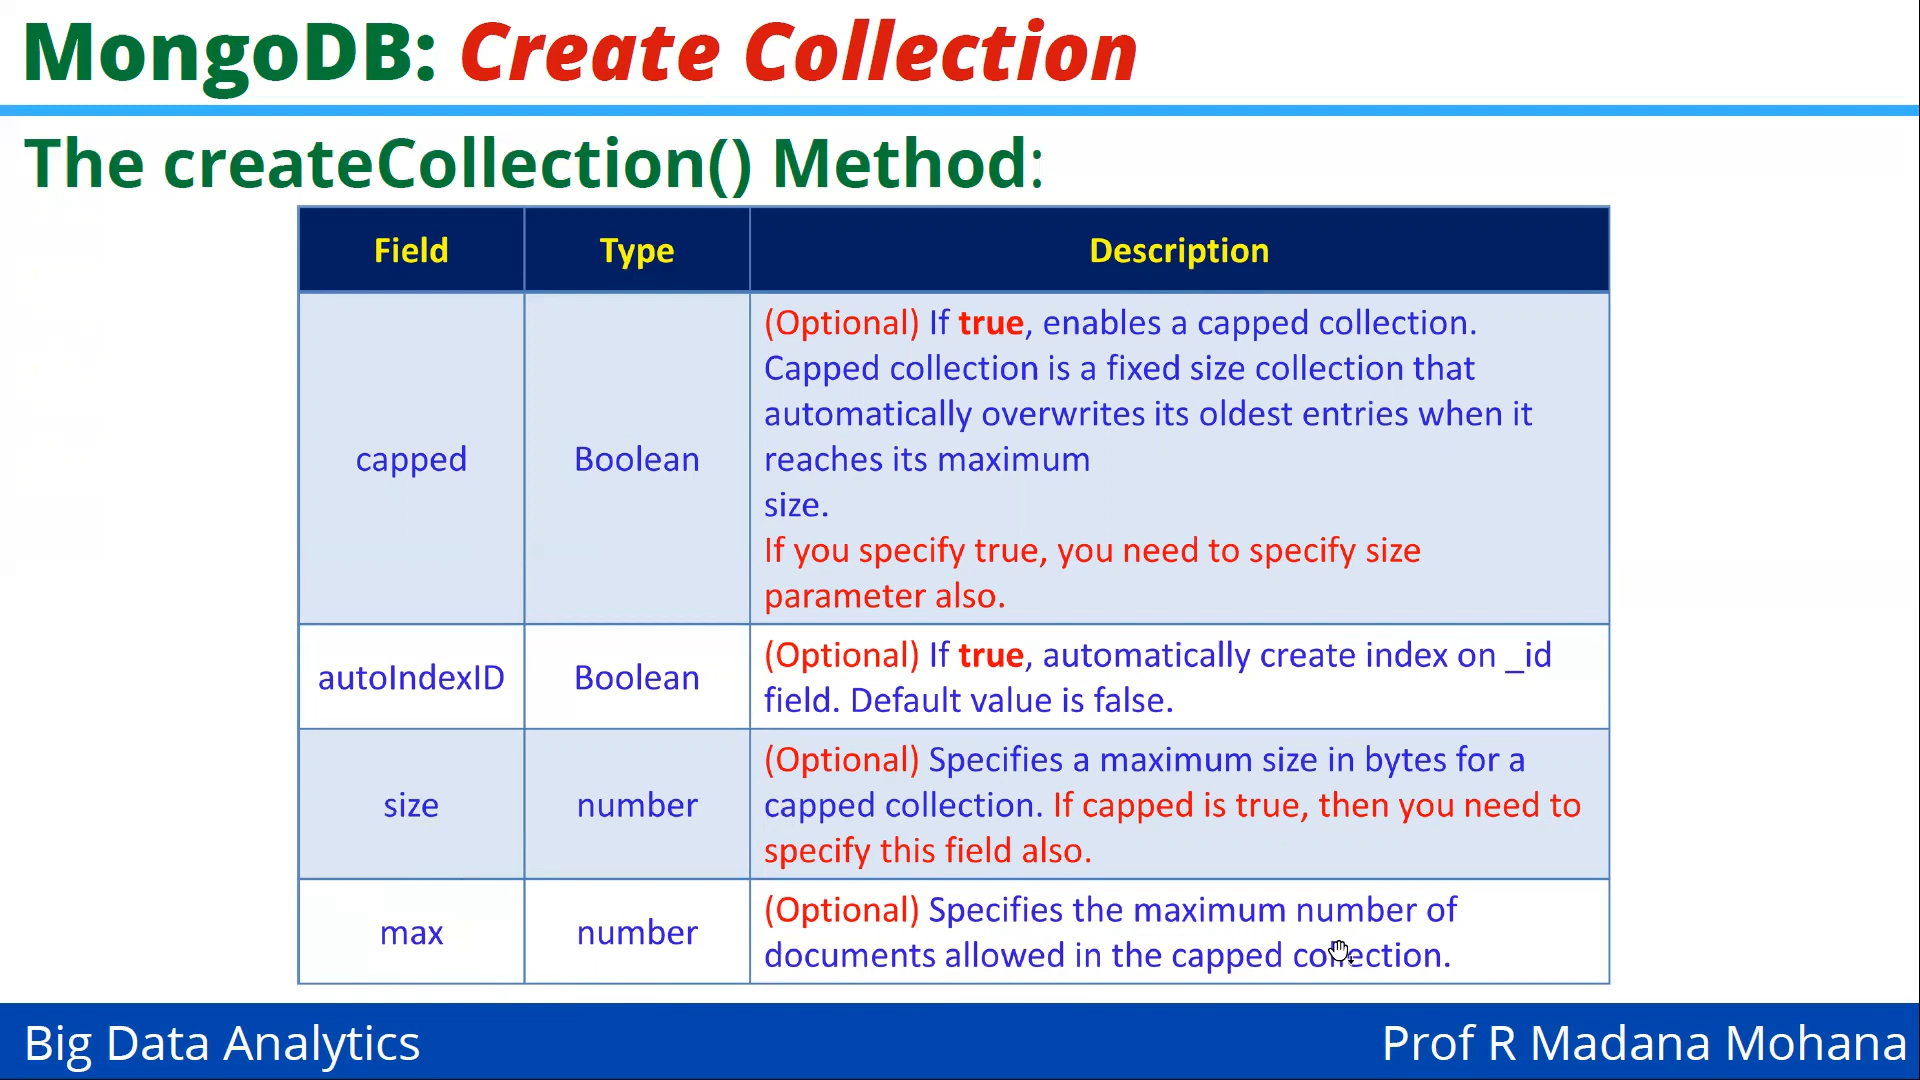 MongoDB: Create Collection
The createCollection() Method:
Field Type Description
capped Boolean
(Optional) If true, enables a capped collection.
Capped collection is a fixed size collection that
automatically overwrites its oldest entries when it
reaches its maximum
size.
If you specify true, you need to specify size
parameter also.
autoIndexID Boolean
(Optional) If true, automatically create index on _id
field. Default value is false.
size number
(Optional) Specifies a maximum size in bytes for a
capped collection. If capped is true, then you need to
specify this field also.
max number
(Optional) Specifies the maximum number of
documents allowed in the capped collection.
Big Data Analytics
Prof R Madana Mohana